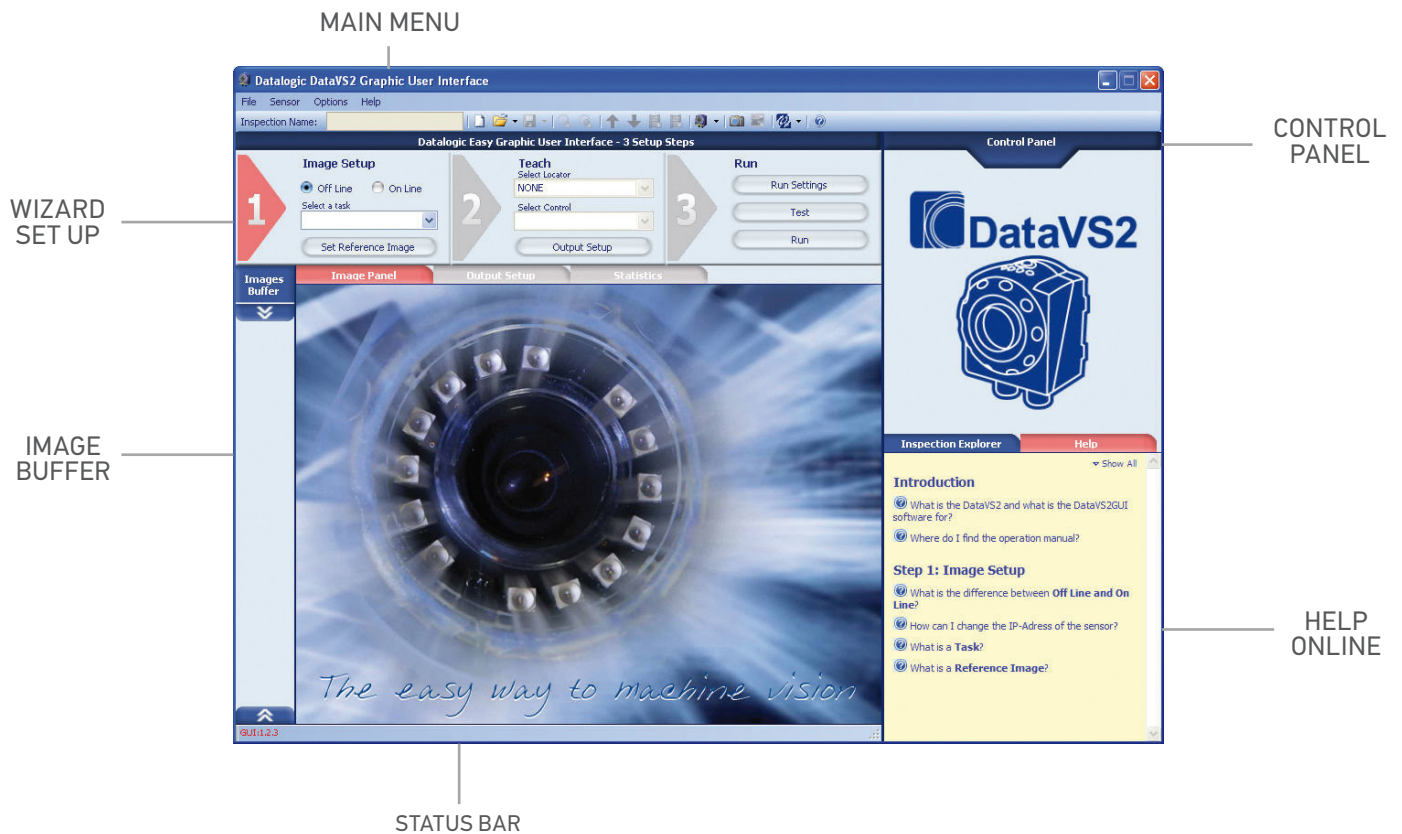 MAIN MENU
Datalogic DataVS2 Graphic User Interface
File Sensor Options Help
Inspection Name:
Datalogic Easy Graphic User Interface - 3 Setup Steps
Control Panel
CONTROL
PANEL
WIZARD
SET UP
1
Image Setup
Off Line On Line
Select a task
Set Reference Image
2
Teach
Select Locator
NONE
Select Control
Output Setup
3
Run
Run Settings
Test
Run
DataVS2
Images
Buffer
Image Panel Output Setup Statistics
IMAGE
BUFFER
The easy way to machine vision
Inspection Explorer Help
Show All
Introduction
What is the DataVS2 and what is the DataVS2GUI
software for?
Where do I find the operation manual?
Step 1: Image Setup
What is the difference between Off Line and On
Line?
How can I change the IP-Adress of the sensor?
What is a Task?
What is a Reference Image?
HELP
ONLINE
GUI:1.2.3
STATUS BAR